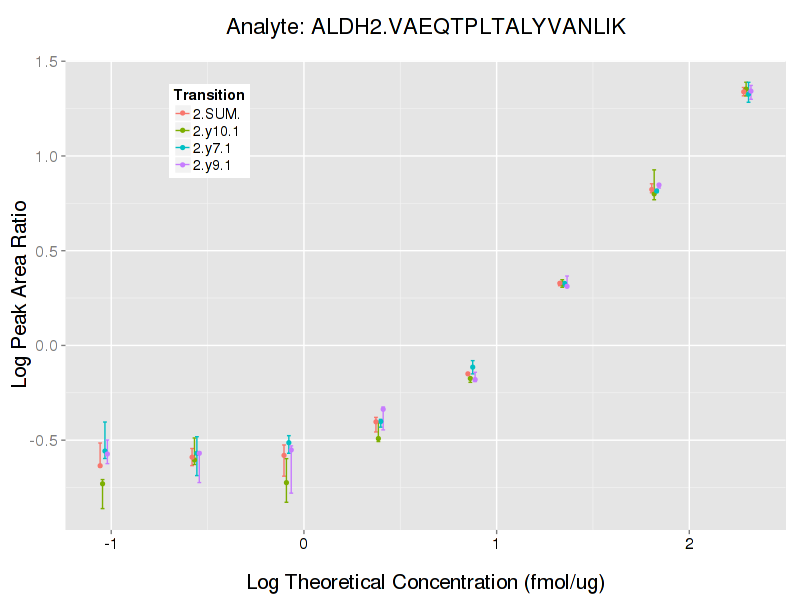 Analyte: ALDH2.VAEQTPLTALYVANLIK
1.5
1.0
0.5
0.0
-0.5
Log Peak Area Ratio
Transition
2.SUM.
2.y10.1
2.y7.1
2.y9.1
-1
0
1
2
Log Theoretical Concentration (fmol/ug)